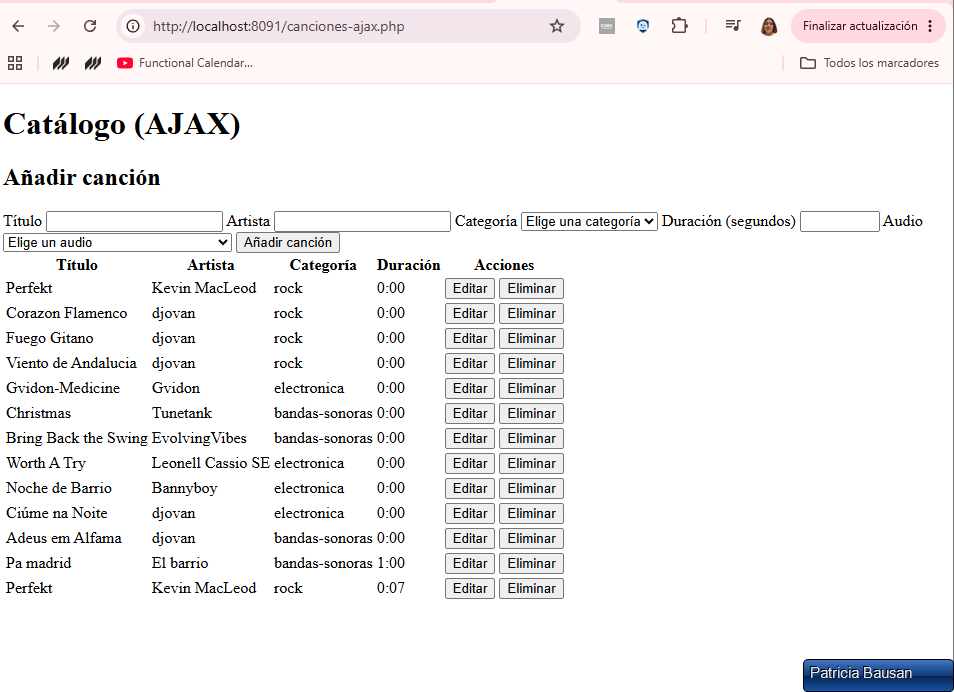 http://localhost:8091/canciones-ajax.php
Finalizar actualización
Functional Calendar...
Todos los marcadores
Catálogo (AJAX)
Añadir canción
Título Artista Categoría Elige una categoría Duración (segundos) Audio
Elige un audio Añadir canción
Título Artista Categoría Duración Acciones
Perfekt Kevin MacLeod rock 0:00 Editar Eliminar
Corazon Flamenco djovan rock 0:00 Editar Eliminar
Fuego Gitano djovan rock 0:00 Editar Eliminar
Viento de Andalucia djovan rock 0:00 Editar Eliminar
Gvidon-Medicine Gvidon electronica 0:00 Editar Eliminar
Christmas Tunetank bandas-sonoras 0:00 Editar Eliminar
Bring Back the Swing EvolvingVibes bandas-sonoras 0:00 Editar Eliminar
Worth A Try Leonell Cassio SE electronica 0:00 Editar Eliminar
Noche de Barrio Bannyboy electronica 0:00 Editar Eliminar
Ciúme na Noite djovan electronica 0:00 Editar Eliminar
Adeus em Alfama djovan bandas-sonoras 0:00 Editar Eliminar
Pa madrid El barrio bandas-sonoras 1:00 Editar Eliminar
Perfekt Kevin MacLeod rock 0:07 Editar Eliminar
Patricia Bausan